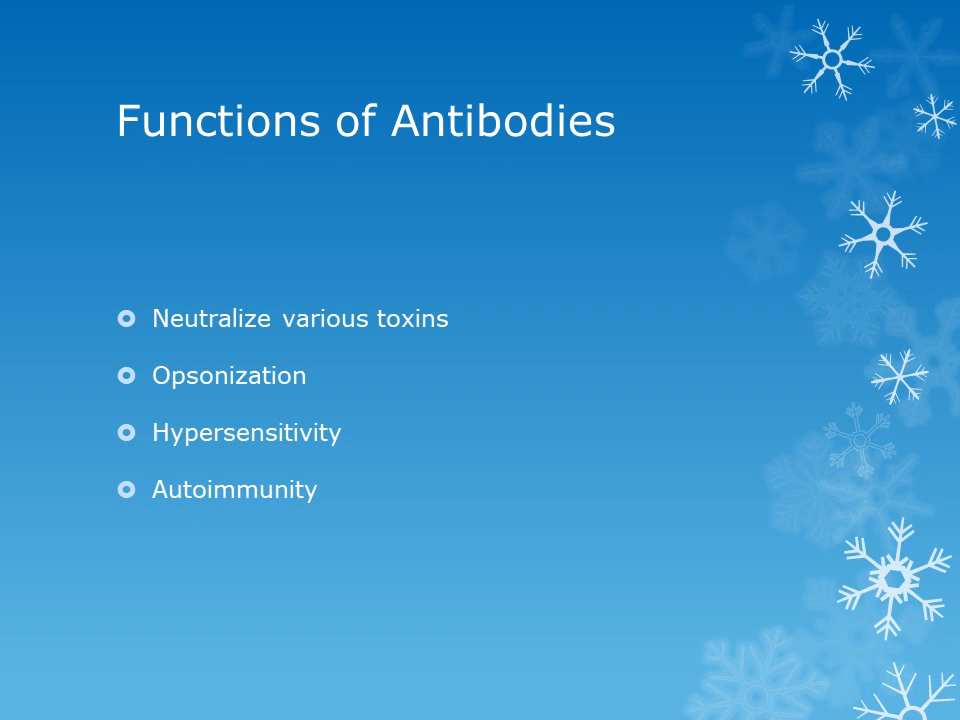 Functions of Antibodies
Neutralize various toxins
Opsonization
Hypersensitivity
Autoimmunity